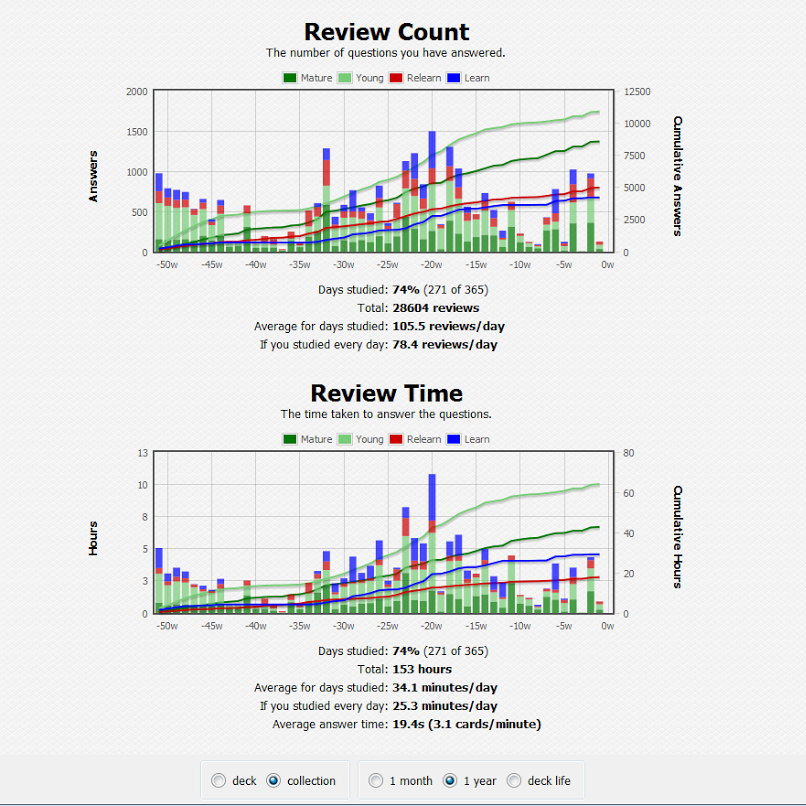 Review Count
The number of questions you have answered.
Mature Young Relearn Learn
2000 12500
1500 10000
7500
1000
5000
500
2500
0 0
Answers
Cumulative Answers
-50w -45w -40w -35w -30w -25w -20w -15w -10w -5w 0w
Days studied: 74% (271 of 365)
Total: 28604 reviews
Average for days studied: 105.5 reviews/day
If you studied every day: 78.4 reviews/day
Review Time
The time taken to answer the questions.
Mature Young Relearn Learn
13 80
10
60
8
40
5
3 20
0 0
Hours
Cumulative Hours
-50w -45w -40w -35w -30w -25w -20w -15w -10w -5w 0w
Days studied: 74% (271 of 365)
Total: 153 hours
Average for days studied: 34.1 minutes/day
If you studied every day: 25.3 minutes/day
Average answer time: 19.4s (3.1 cards/minute)
deck collection 1 month 1 year deck life